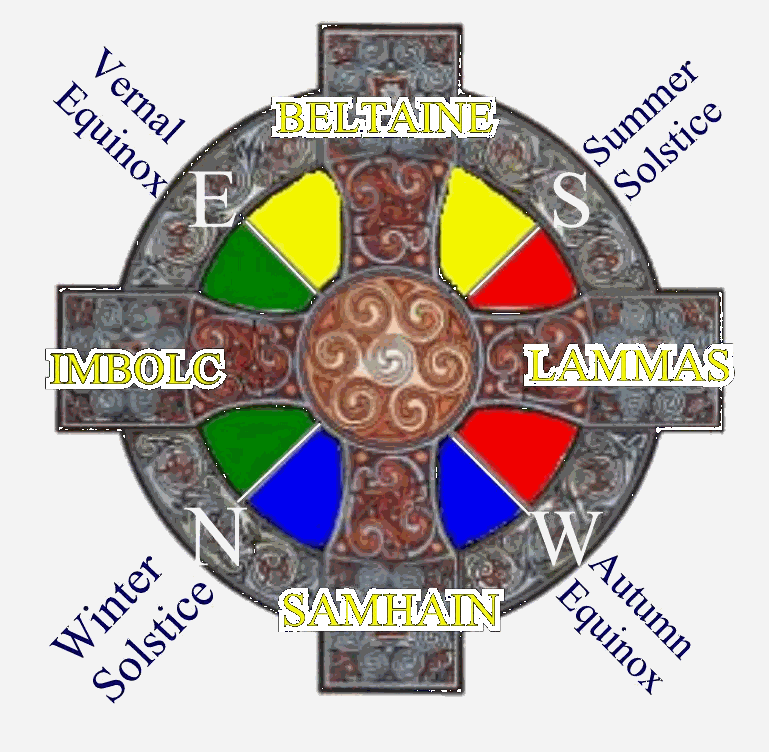 Vernal
Equinox
Summer
Solstice
BELTAINE
E
S
IMBOLC
LAMMAS
N
W
SAMHAIN
Winter
Solstice
Autumn
Equinox